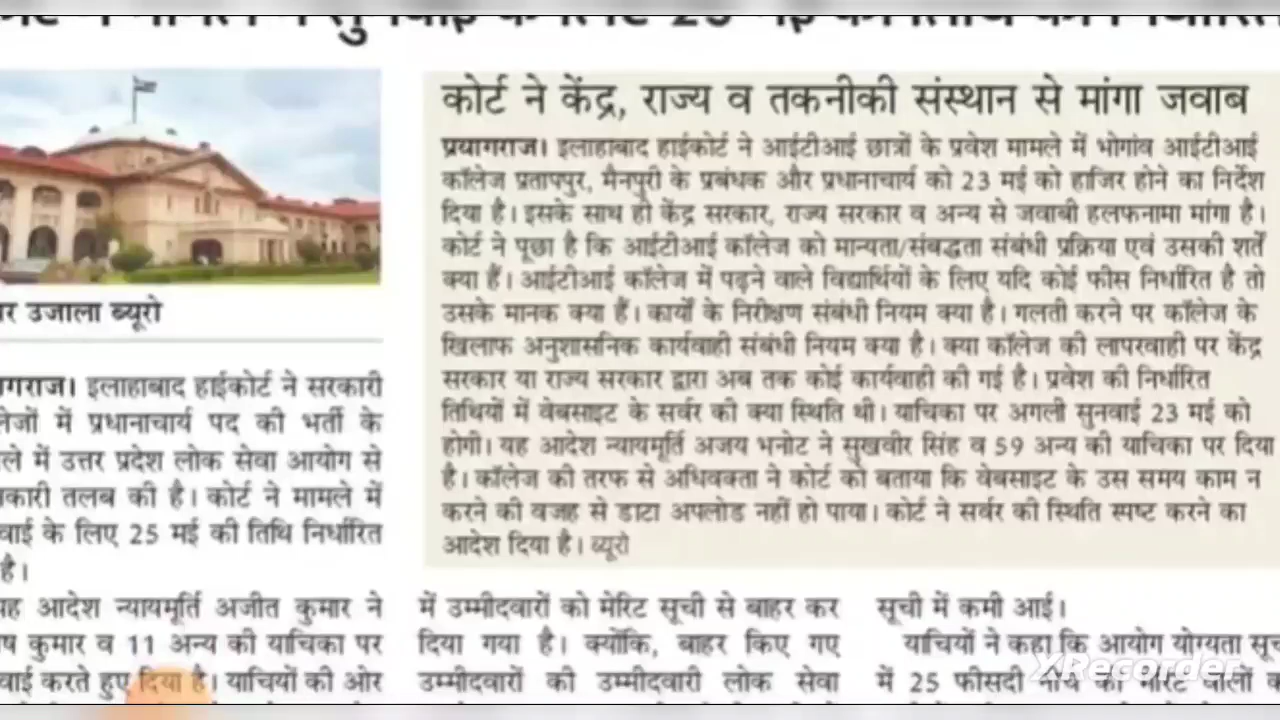 कोर्ट ने केंद्र, राज्य व तकनीकी संस्थान से मांगा जवाब
प्रयागराज। इलाहाबाद हाईकोर्ट ने आईटीआई छात्रों के प्रवेश मामले में भोगांव आईटीआई
कॉलेज प्रतापपुर, मैनपुरी के प्रबंधक और प्रधानाचार्य को 23 मई को हाजिर होने का निर्देश
दिया है। इसके साथ ही केंद्र सरकार, राज्य सरकार व अन्य से जवाबी हलफनामा मांगा है।
कोर्ट ने पूछा है कि आईटीआई कॉलेज को मान्यता/संबद्धता संबंधी प्रक्रिया एवं उसकी शर्तें
क्या हैं। आईटीआई कॉलेज में पढ़ने वाले विद्यार्थियों के लिए यदि कोई फीस निर्धारित है तो
उसके मानक क्या हैं। कार्यों के निरीक्षण संबंधी नियम क्या है। गलती करने पर कॉलेज के
खिलाफ अनुशासनिक कार्यवाही संबंधी नियम क्या है। क्या कॉलेज की लापरवाही पर केंद्र
सरकार या राज्य सरकार द्वारा अब तक कोई कार्यवाही की गई है। प्रवेश की निर्धारित
तिथियों में वेबसाइट के सर्वर की क्या स्थिति थी। याचिका पर अगली सुनवाई 23 मई को
होगी। यह आदेश न्यायमूर्ति अजय भनोट ने सुखवीर सिंह व 59 अन्य की याचिका पर दिया
है। कॉलेज की तरफ से अधिवक्ता ने कोर्ट को बताया कि वेबसाइट के उस समय काम न
करने की वजह से डाटा अपलोड नहीं हो पाया। कोर्ट ने सर्वर की स्थिति स्पष्ट करने का
आदेश दिया है। ब्यूरो
उजाला ब्यूरो
इलाहाबाद हाईकोर्ट ने सरकारी
में प्रधानाचार्य पद की भर्ती के
में उत्तर प्रदेश लोक सेवा आयोग से
तलब की है। कोर्ट ने मामले में
के लिए 25 मई की तिथि निर्धारित
है।
आदेश न्यायमूर्ति अजीत कुमार ने
कुमार व 11 अन्य की याचिका पर
करते हुए दिया है। याचियों की ओर
में उम्मीदवारों को मेरिट सूची से बाहर कर
दिया गया है। क्योंकि, बाहर किए गए
उम्मीदवारों की उम्मीदवारी लोक सेवा
सूची में कमी आई।
याचियों ने कहा कि आयोग योग्यता
में 25 फीसदी
XRecorder